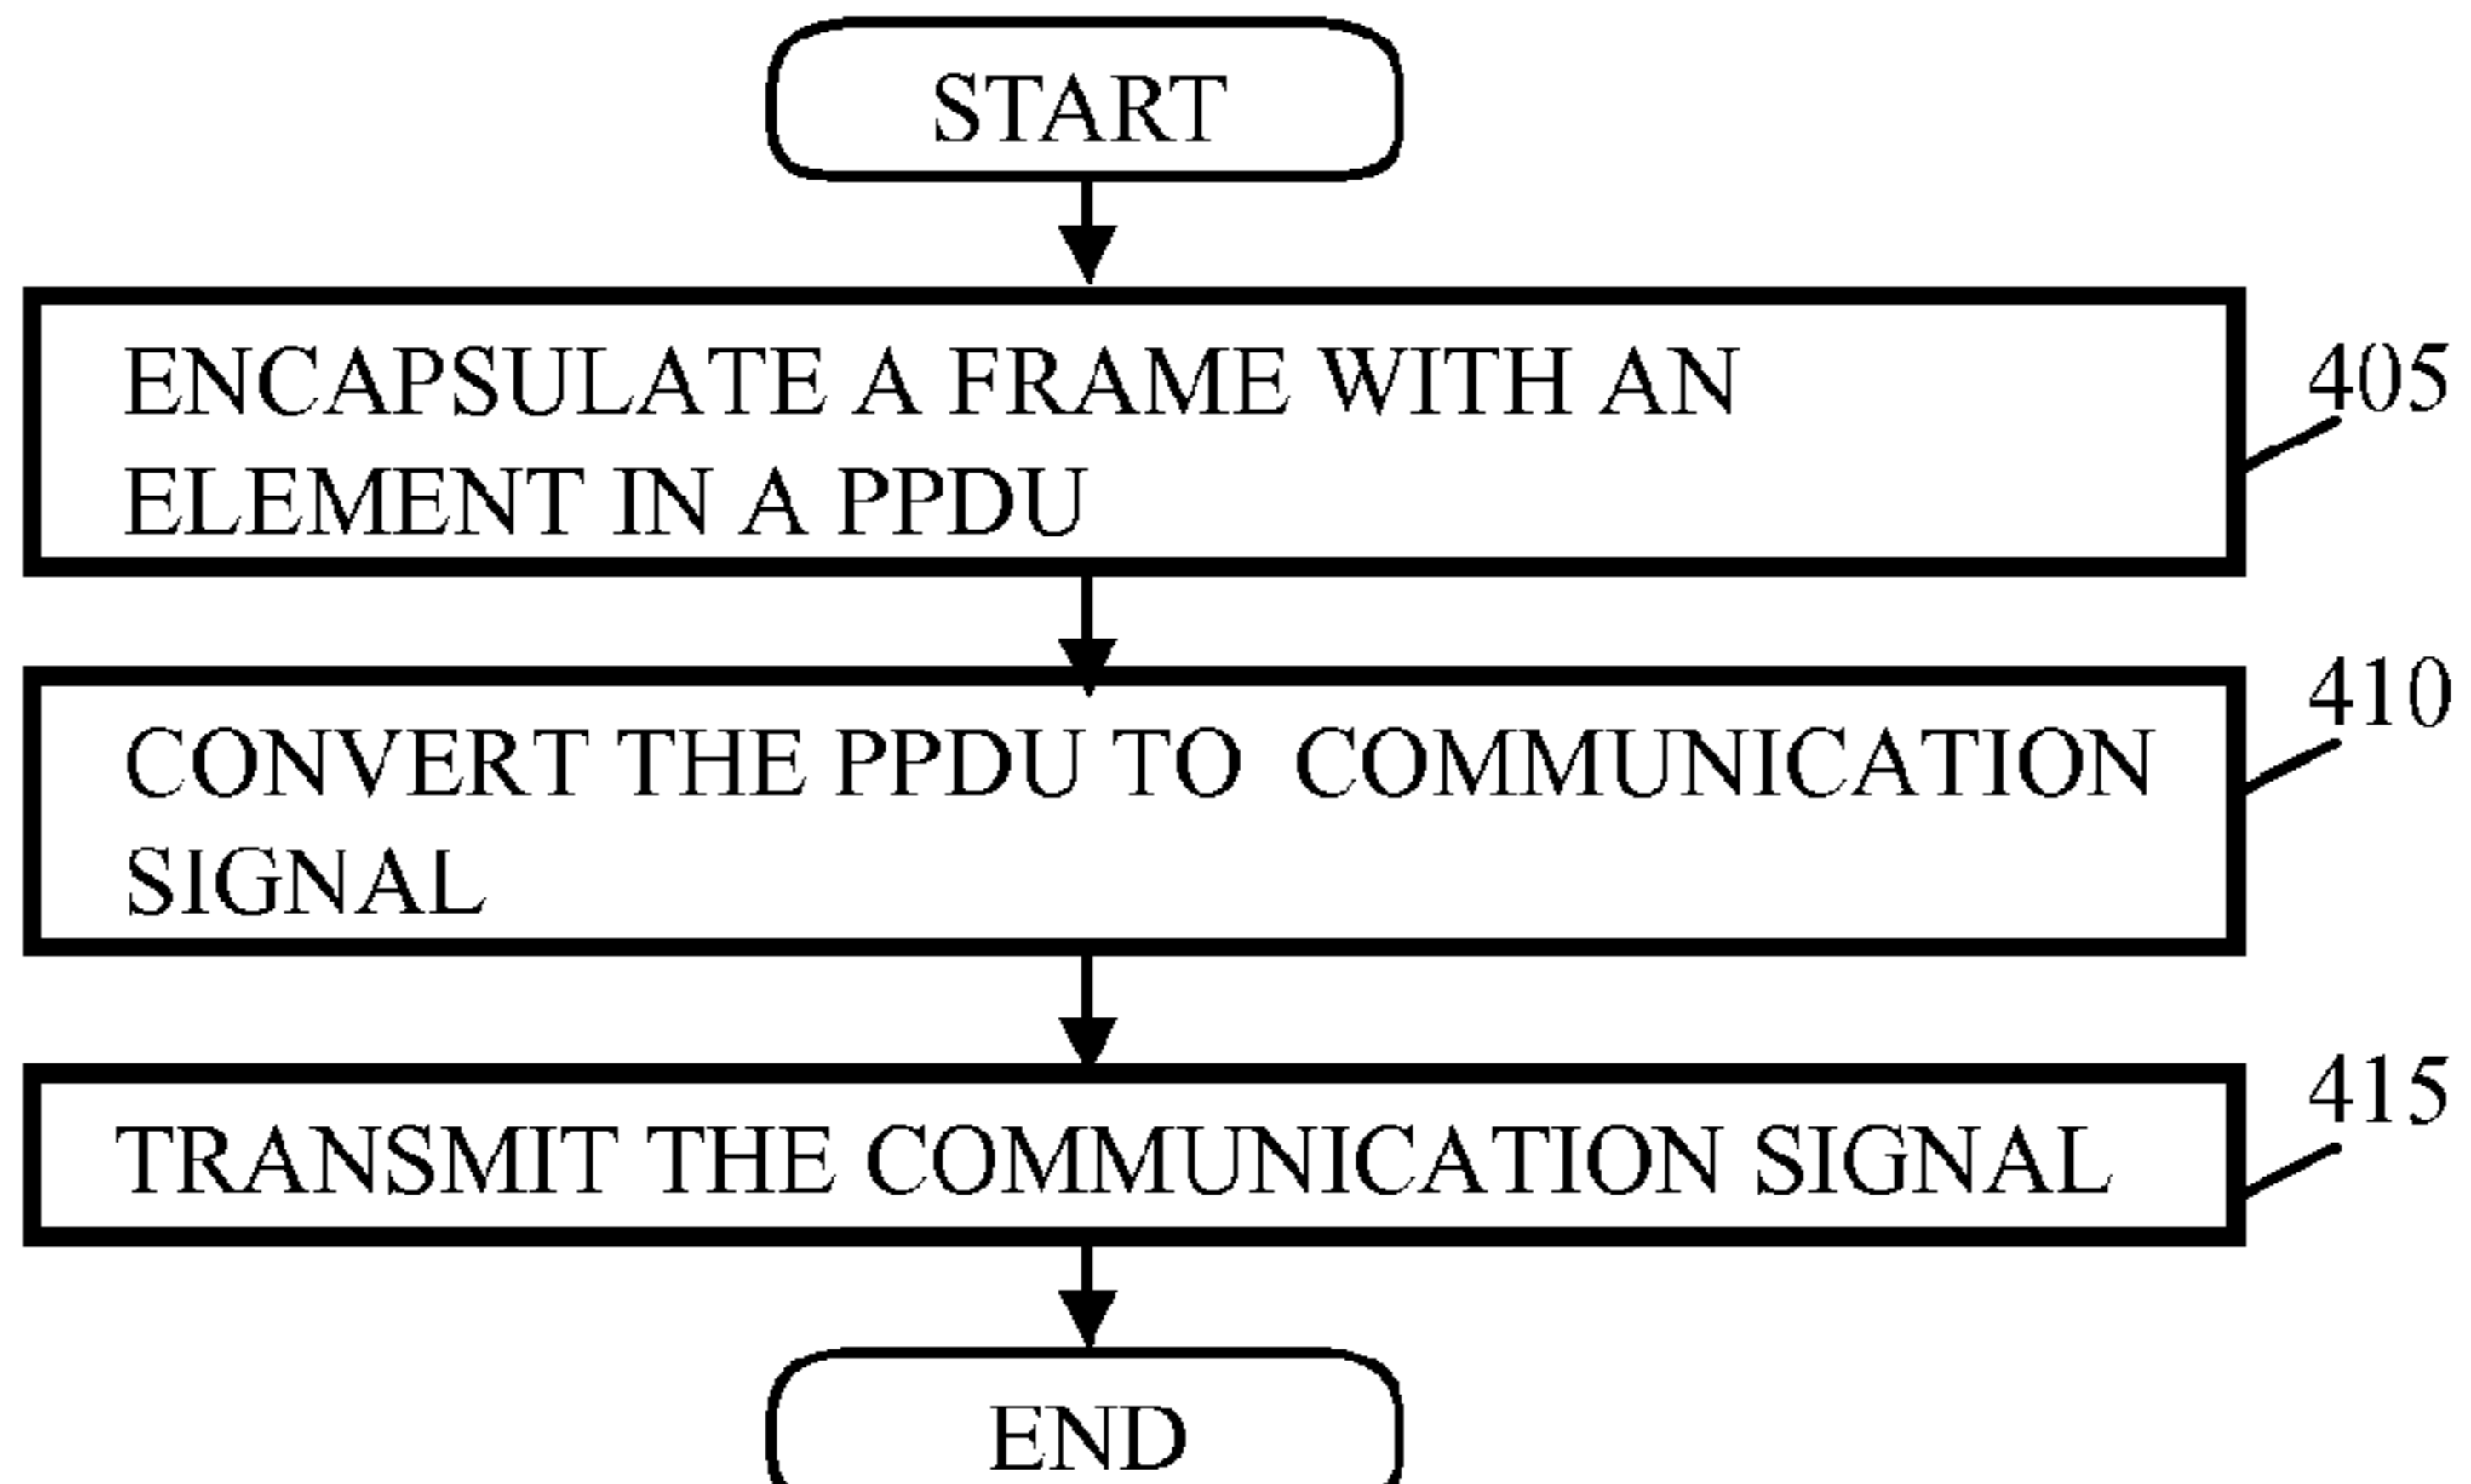 START
ENCAPSULATE A FRAME WITH AN
ELEMENT IN A PPDU
405
CONVERT THE PPDU TO COMMUNICATION
SIGNAL
410
TRANSMIT THE COMMUNICATION SIGNAL
415
END